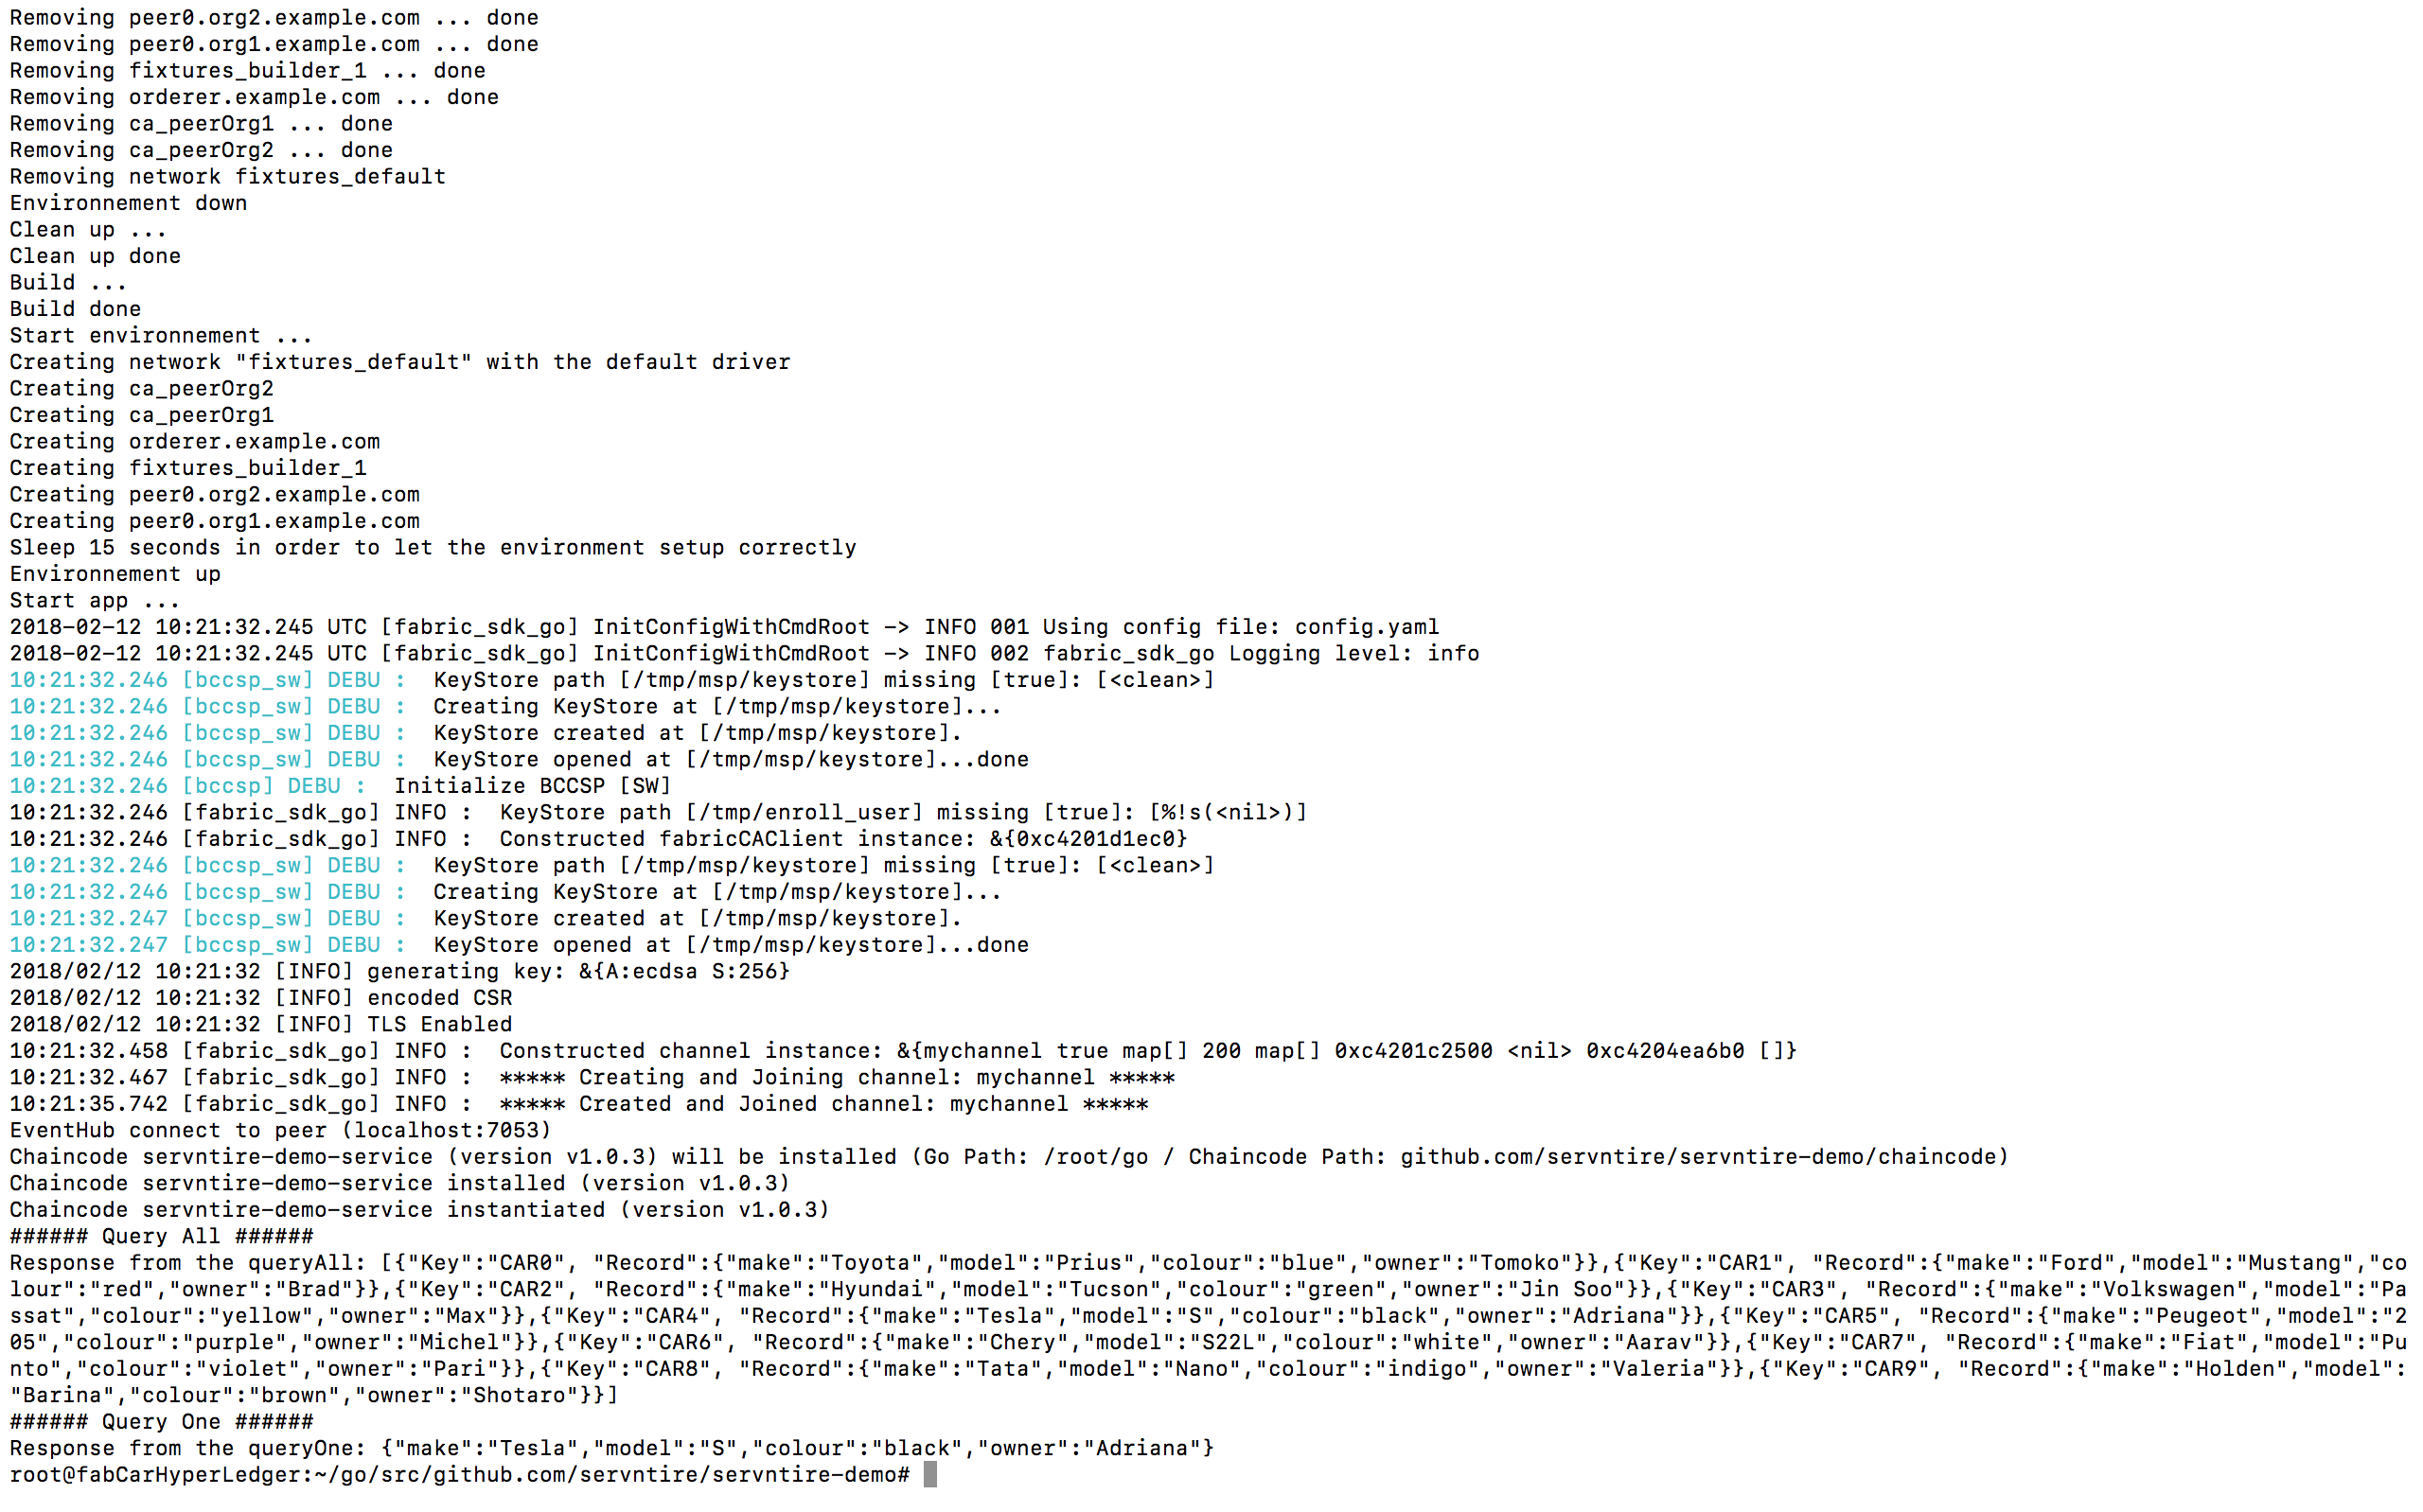 Removing peer0.org2.example.com ... done
Removing peer0.org1.example.com ... done
Removing fixtures_builder_1 ... done
Removing orderer.example.com ... done
Removing ca_peerOrg1 ... done
Removing ca_peerOrg2 ... done
Removing network fixtures_default
Environnement down
Clean up ...
Clean up done
Build ...
Build done
Start environnement ...
Creating network "fixtures_default" with the default driver
Creating ca_peerOrg2
Creating ca_peerOrg1
Creating orderer.example.com
Creating fixtures_builder_1
Creating peer0.org2.example.com
Creating peer0.org1.example.com
Sleep 15 seconds in order to let the environment setup correctly
Environnement up
Start app ...
2018-02-12 10:21:32.245 UTC [fabric_sdk_go] InitConfigWithCmdRoot -> INFO 001 Using config file: config.yaml
2018-02-12 10:21:32.245 UTC [fabric_sdk_go] InitConfigWithCmdRoot -> INFO 002 fabric_sdk_go Logging level: info
10:21:32.246 [bccsp_sw] DEBU :  KeyStore path [/tmp/msp/keystore] missing [true]: [<clean>]
10:21:32.246 [bccsp_sw] DEBU :  Creating KeyStore at [/tmp/msp/keystore]...
10:21:32.246 [bccsp_sw] DEBU :  KeyStore created at [/tmp/msp/keystore].
10:21:32.246 [bccsp_sw] DEBU :  KeyStore opened at [/tmp/msp/keystore]...done
10:21:32.246 [bccsp] DEBU :  Initialize BCCSP [SW]
10:21:32.246 [fabric_sdk_go] INFO :  KeyStore path [/tmp/enroll_user] missing [true]: [%!s(<nil>)]
10:21:32.246 [fabric_sdk_go] INFO :  Constructed fabricCAClient instance: &{0xc4201d1ec0}
10:21:32.246 [bccsp_sw] DEBU :  KeyStore path [/tmp/msp/keystore] missing [true]: [<clean>]
10:21:32.246 [bccsp_sw] DEBU :  Creating KeyStore at [/tmp/msp/keystore]...
10:21:32.247 [bccsp_sw] DEBU :  KeyStore created at [/tmp/msp/keystore].
10:21:32.247 [bccsp_sw] DEBU :  KeyStore opened at [/tmp/msp/keystore]...done
2018/02/12 10:21:32 [INFO] generating key: &{A:ecdsa S:256}
2018/02/12 10:21:32 [INFO] encoded CSR
2018/02/12 10:21:32 [INFO] TLS Enabled
10:21:32.458 [fabric_sdk_go] INFO :  Constructed channel instance: &{mychannel true map[] 200 map[] 0xc4201c2500 <nil> 0xc4204ea6b0 []}
10:21:32.467 [fabric_sdk_go] INFO :  ***** Creating and Joining channel: mychannel *****
10:21:35.742 [fabric_sdk_go] INFO :  ***** Created and Joined channel: mychannel *****
EventHub connect to peer (localhost:7053)
Chaincode servntire-demo-service (version v1.0.3) will be installed (Go Path: /root/go / Chaincode Path: github.com/servntire/servntire-demo/chaincode)
Chaincode servntire-demo-service installed (version v1.0.3)
Chaincode servntire-demo-service instantiated (version v1.0.3)
###### Query All ######
Response from the queryAll: [{"Key":"CAR0", "Record":{"make":"Toyota","model":"Prius","colour":"blue","owner":"Tomoko"}},{"Key":"CAR1", "Record":{"make":"Ford","model":"Mustang","co
lour":"red","owner":"Brad"}},{"Key":"CAR2", "Record":{"make":"Hyundai","model":"Tucson","colour":"green","owner":"Jin Soo"}},{"Key":"CAR3", "Record":{"make":"Volkswagen","model":"Pa
ssat","colour":"yellow","owner":"Max"}},{"Key":"CAR4", "Record":{"make":"Tesla","model":"S","colour":"black","owner":"Adriana"}},{"Key":"CAR5", "Record":{"make":"Peugeot","model":"2
05","colour":"purple","owner":"Michel"}},{"Key":"CAR6", "Record":{"make":"Chery","model":"S22L","colour":"white","owner":"Aarav"}},{"Key":"CAR7", "Record":{"make":"Fiat","model":"Pu
nto","colour":"violet","owner":"Pari"}},{"Key":"CAR8", "Record":{"make":"Tata","model":"Nano","colour":"indigo","owner":"Valeria"}},{"Key":"CAR9", "Record":{"make":"Holden","model":
"Barina","colour":"brown","owner":"Shotaro"}}]
###### Query One ######
Response from the queryOne: {"make":"Tesla","model":"S","colour":"black","owner":"Adriana"}
root@fabCarHyperLedger:~/go/src/github.com/servntire/servntire-demo#